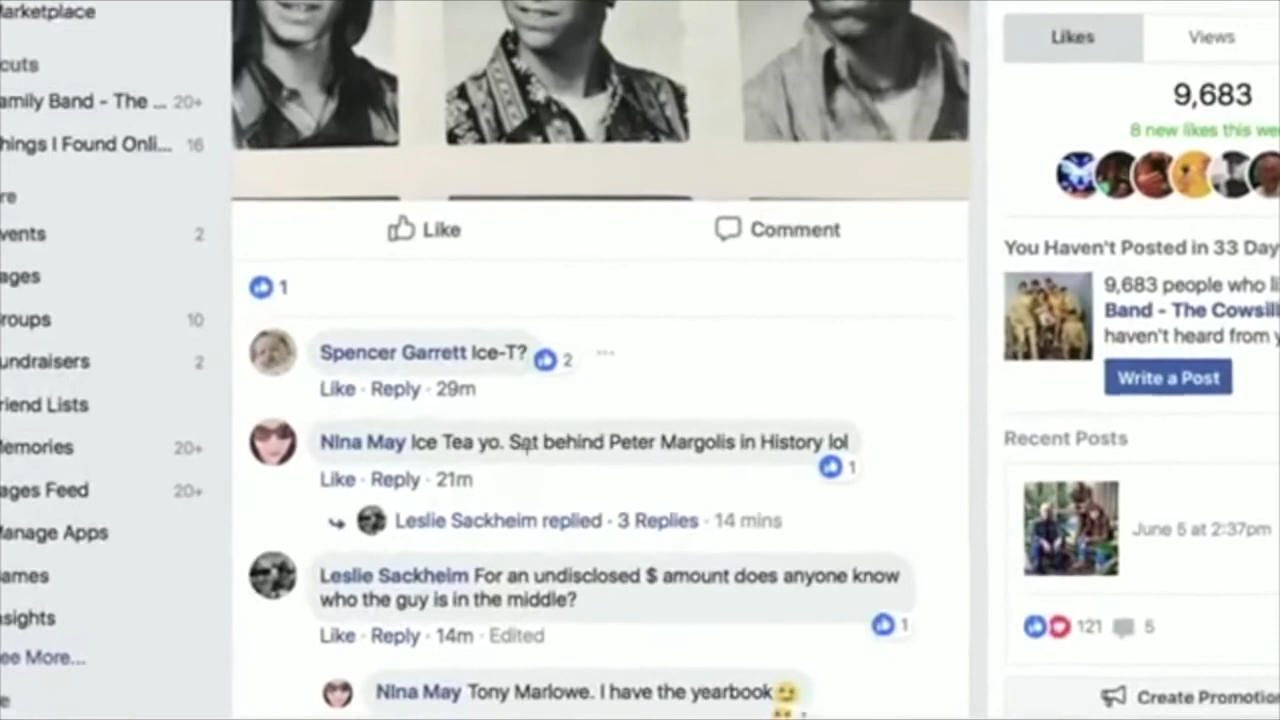 arketplace
cuts
amily Band - The ... 20+
hings I Found Onli... 16
re
vents 2
ages
roups 10
undraisers 2
riend Lists
emories 20+
ages Feed 20+
anage Apps
ames
nsights
ee More...
e
Like
Comment
1
Spencer Garrett Ice-T?
2
Like · Reply · 29m
NIna May Ice Tea yo. Sat behind Peter Margolis in History lol
1
Like · Reply · 21m
Leslie Sackheim replied · 3 Replies · 14 mins
Leslie Sackheim For an undisclosed $ amount does anyone know
who the guy is in the middle?
1
Like · Reply · 14m · Edited
NIna May Tony Marlowe. I have the yearbook
Likes
Views
9,683
8 new likes this we
You Haven't Posted in 33 Day
9,683 people who li
Band - The Cowsill
haven't heard from y
Write a Post
Recent Posts
June 5 at 2:37pm
121 5
Create Promotio